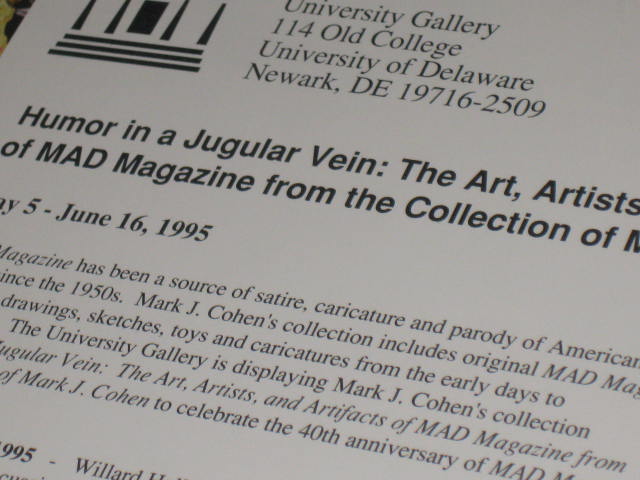 University Gallery
114 Old College
University of Delaware
Newark, DE 19716-2509
Humor in a Jugular Vein: The Art, Artists
of MAD Magazine from the Collection of M
ay 5 - June 16, 1995
Magazine has been a source of satire, caricature and parody of American
ince the 1950s. Mark J. Cohen's collection includes original MAD Mag
drawings, sketches, toys and caricatures from the early days to
The University Gallery is displaying Mark J. Cohen's collection
Jugular Vein: The Art, Artists, and Artifacts of MAD Magazine from
of Mark J. Cohen to celebrate the 40th anniversary of MAD M
1995 - Willard H.